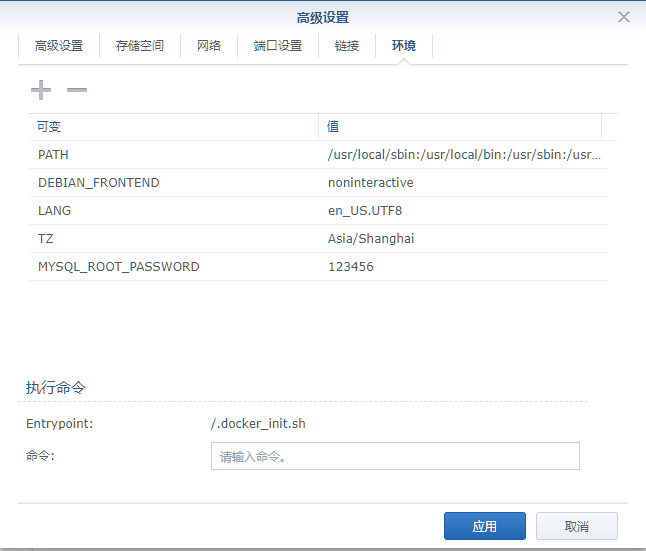 高级设置
高级设置 存储空间 网络 端口设置 链接 环境
可变 值
PATH /usr/local/sbin:/usr/local/bin:/usr/sbin:/usr...
DEBIAN_FRONTEND noninteractive
LANG en_US.UTF8
TZ Asia/Shanghai
MYSQL_ROOT_PASSWORD 123456
执行命令
Entrypoint: /.docker_init.sh
命令: 请输入命令。
应用 取消